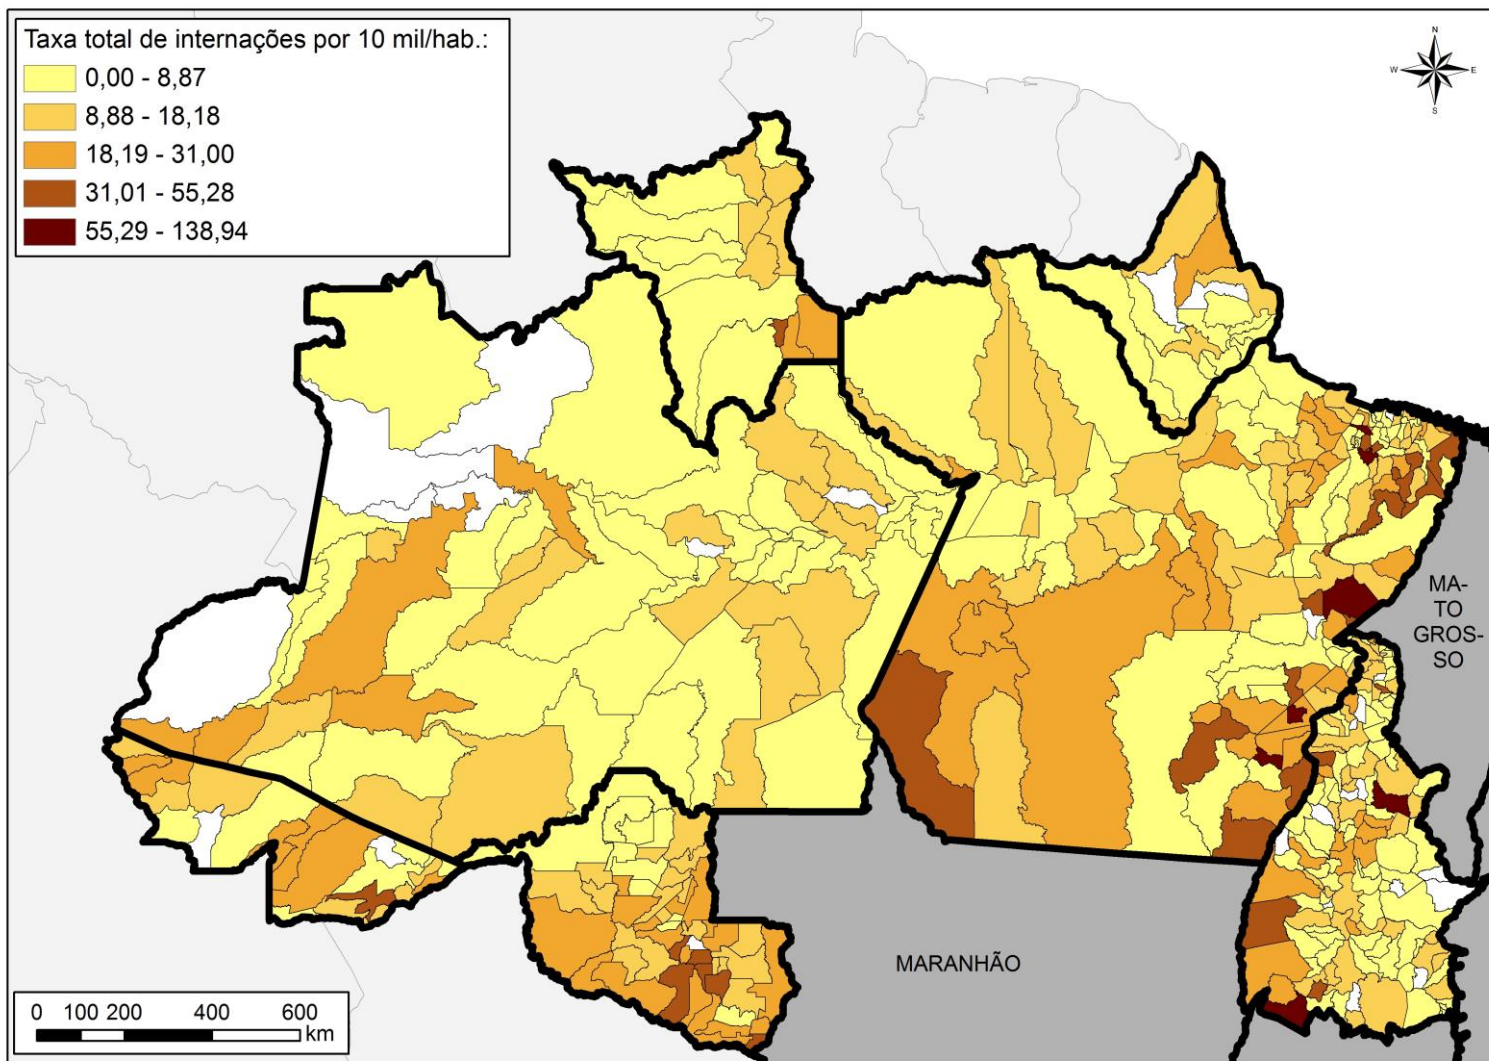 Taxa total de internações por 10 mil/hab.:
0,00 - 8,87
8,88 - 18,18
18,19 - 31,00
31,01 - 55,28
55,29 - 138,94
N
W
E
S
MA-
TO
GROS-
SO
MARANHÃO
0 100 200 400 600
km